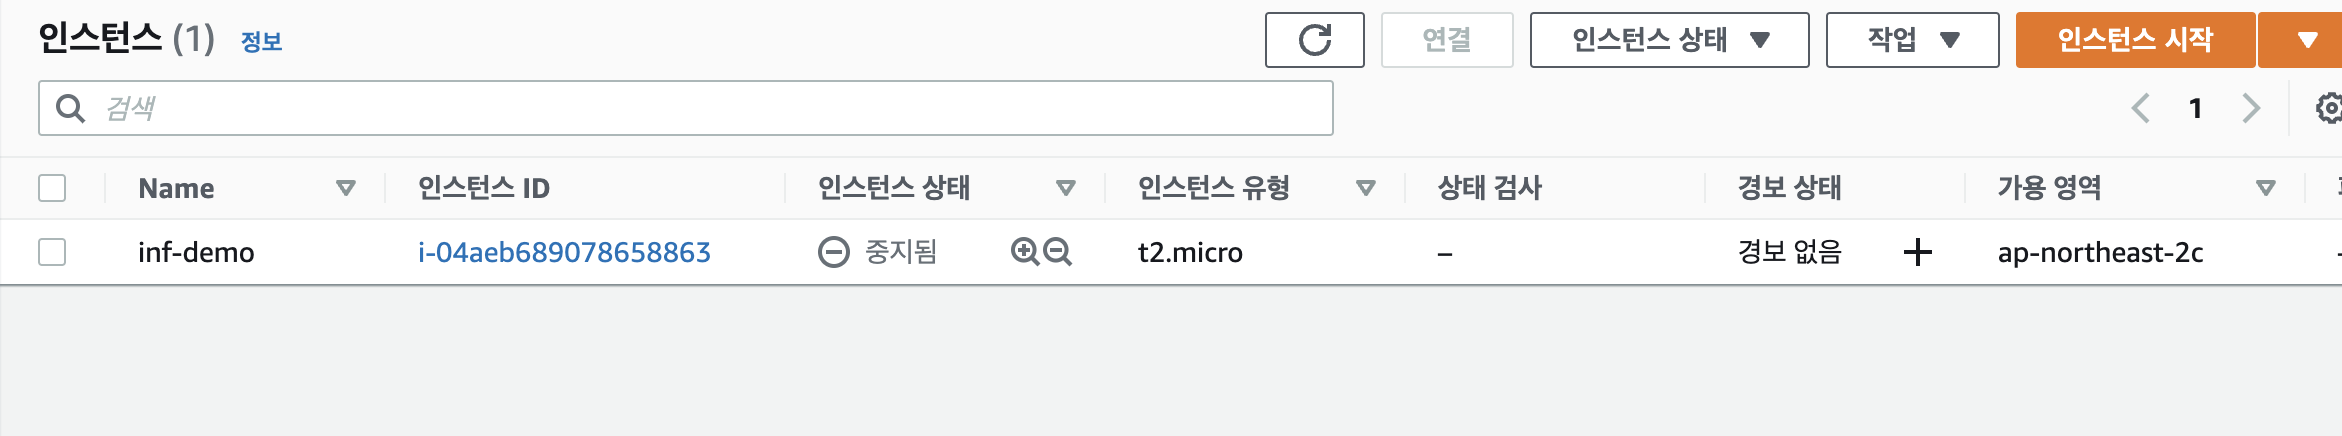 인스턴스 (1) 정보
연결 인스턴스 상태 작업 인스턴스 시작
검색
1
Name 인스턴스 ID 인스턴스 상태 인스턴스 유형 상태 검사 경보 상태 가용 영역
inf-demo i-04aeb689078658863 중지됨 t2.micro – 경보 없음 ap-northeast-2c